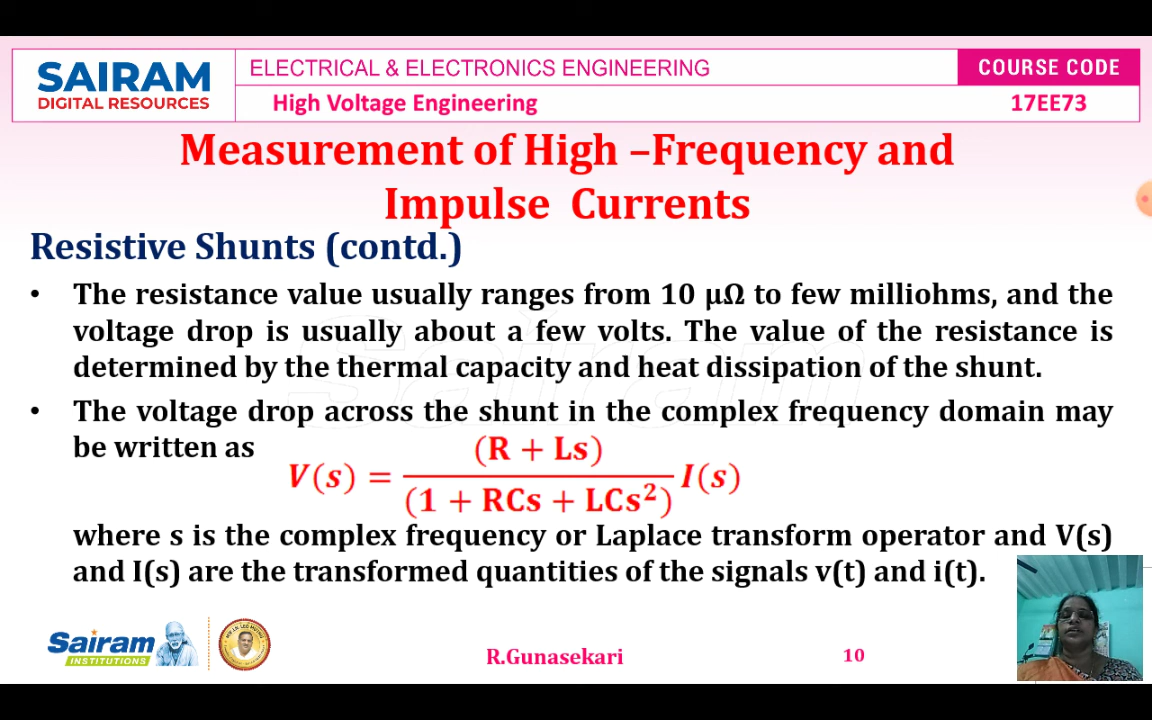 SAIRAM
DIGITAL RESOURCES
ELECTRICAL & ELECTRONICS ENGINEERING
COURSE CODE
High Voltage Engineering
17EE73
Measurement of High –Frequency and
Impulse Currents
Resistive Shunts (contd.)
• The resistance value usually ranges from 10 μΩ to few milliohms, and the
voltage drop is usually about a few volts. The value of the resistance is
determined by the thermal capacity and heat dissipation of the shunt.
• The voltage drop across the shunt in the complex frequency domain may
be written as
V(s) = (R + Ls) / (1 + RCs + LCs²) I(s)
where s is the complex frequency or Laplace transform operator and V(s)
and I(s) are the transformed quantities of the signals v(t) and i(t).
Sairam
Sairam
INSTITUTIONS
R.Gunasekari
10